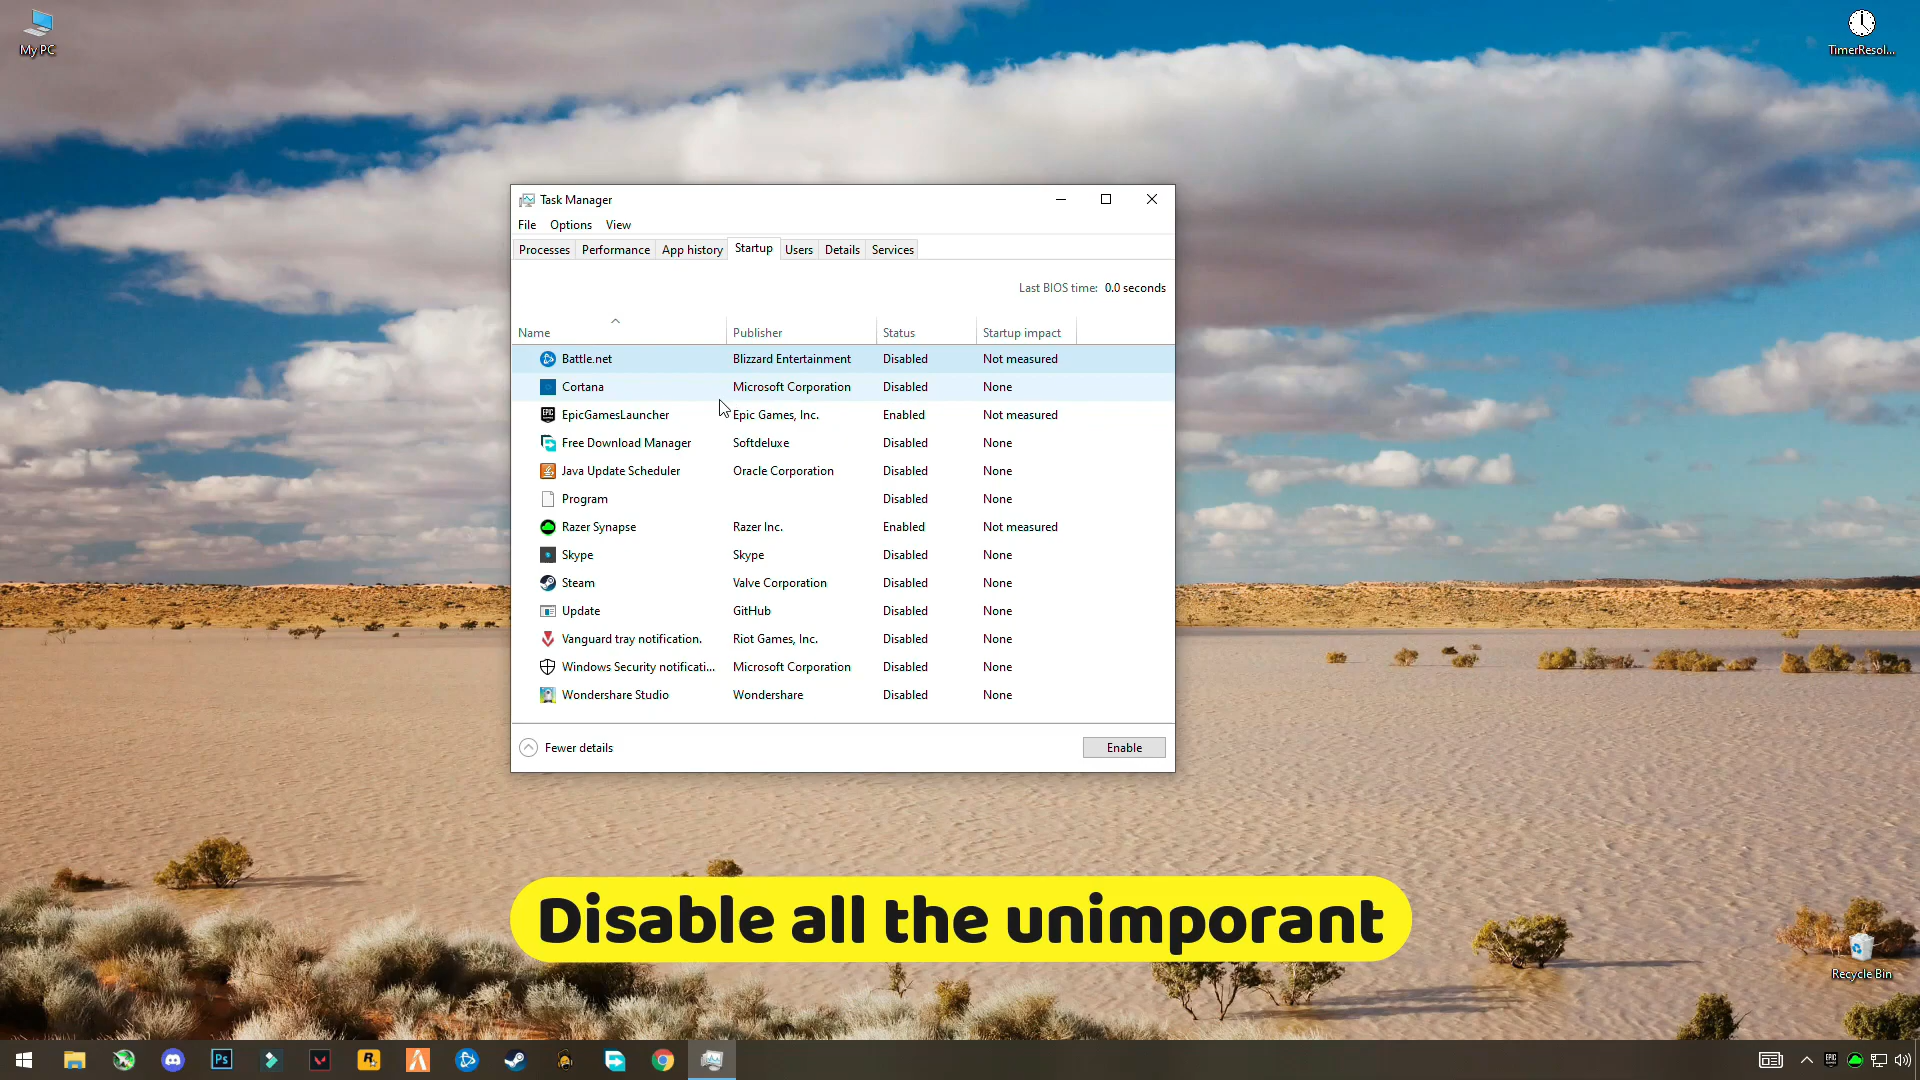 My PC
TimerResol...
Task Manager
File Options View
Processes Performance App history Startup Users Details Services
Last BIOS time: 0.0 seconds
Name Publisher Status Startup impact
Battle.net Blizzard Entertainment Disabled Not measured
Cortana Microsoft Corporation Disabled None
EpicGamesLauncher Epic Games, Inc. Enabled Not measured
Free Download Manager Softdeluxe Disabled None
Java Update Scheduler Oracle Corporation Disabled None
Program Disabled None
Razer Synapse Razer Inc. Enabled Not measured
Skype Skype Disabled None
Steam Valve Corporation Disabled None
Update GitHub Disabled None
Vanguard tray notification. Riot Games, Inc. Disabled None
Windows Security notificati... Microsoft Corporation Disabled None
Wondershare Studio Wondershare Disabled None
Fewer details Enable
Disable all the unimporant
Recycle Bin
Ps
R